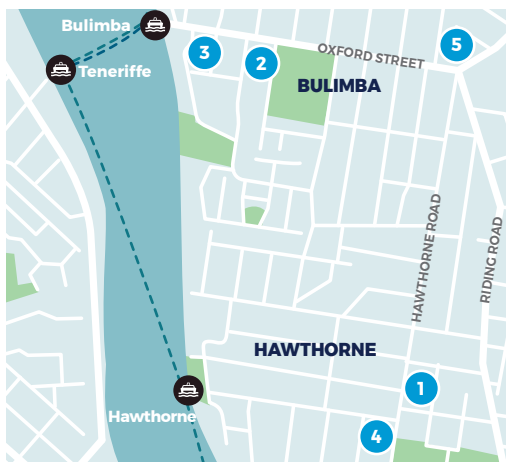 Bulimba
3
2
OXFORD STREET
5
Teneriffe
BULIMBA
HAWTHORNE ROAD
RIDING ROAD
HAWTHORNE
1
Hawthorne
4